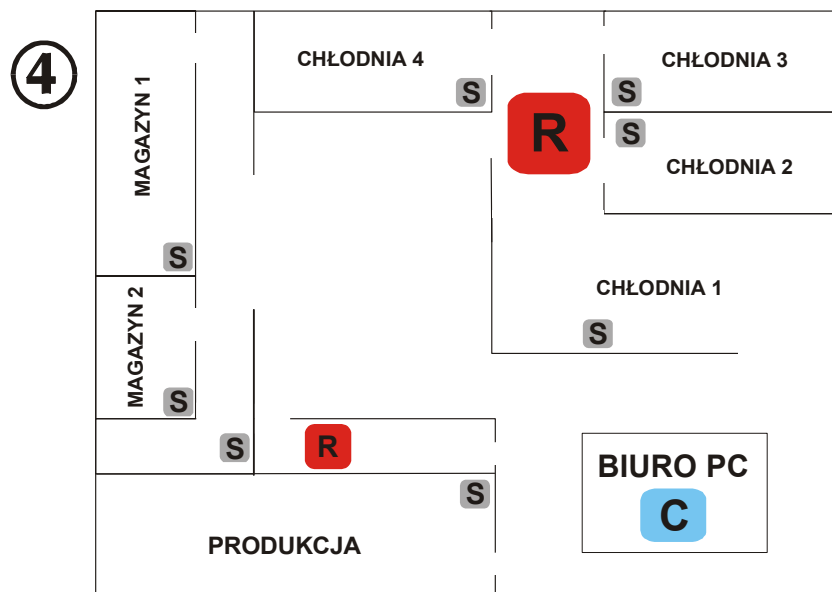 4
MAGAZYN 1
S
MAGAZYN 2
S
S
CHŁODNIA 4
S
R
CHŁODNIA 3
S
S
CHŁODNIA 2
CHŁODNIA 1
S
R
S
PRODUKCJA
BIURO PC
C